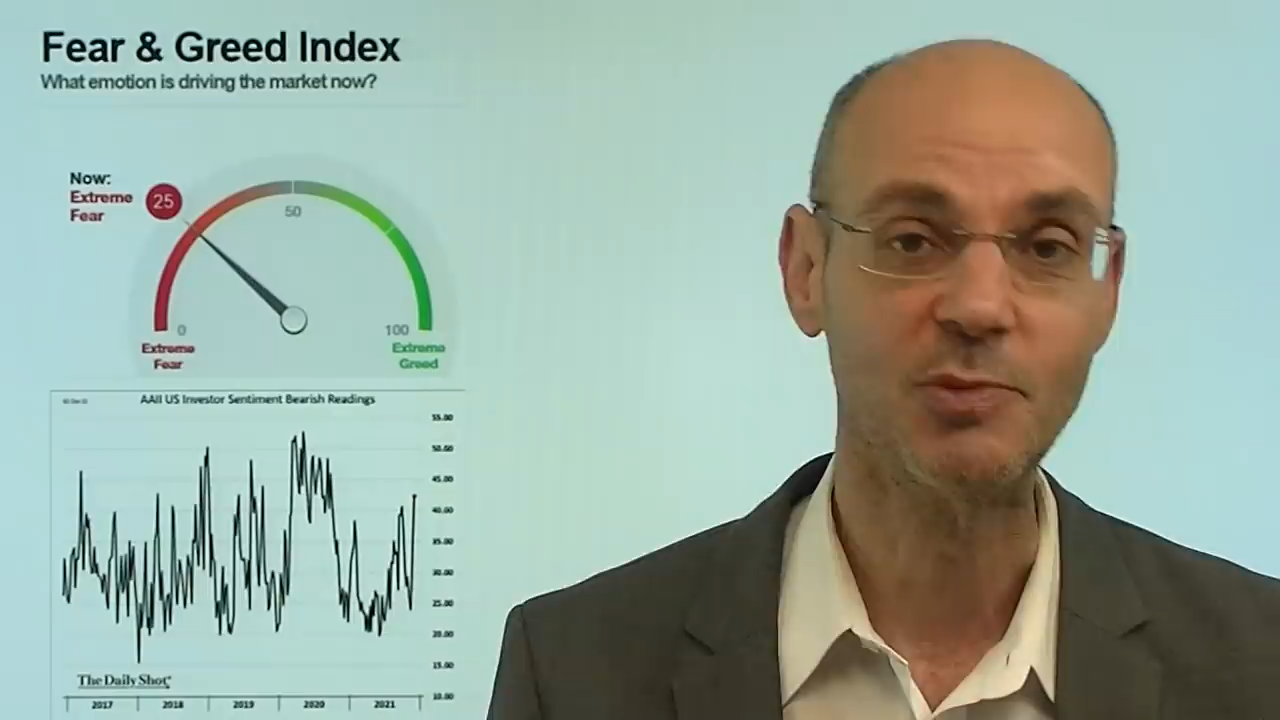 Fear & Greed Index
What emotion is driving the market now?
Now:
Extreme
Fear
25
50
0
100
Extreme
Fear
Extreme
Greed
AAII US Investor Sentiment Bearish Readings
55.00
50.00
45.00
40.00
35.00
30.00
25.00
20.00
15.00
10.00
The Daily Shot
2017
2018
2019
2020
2021